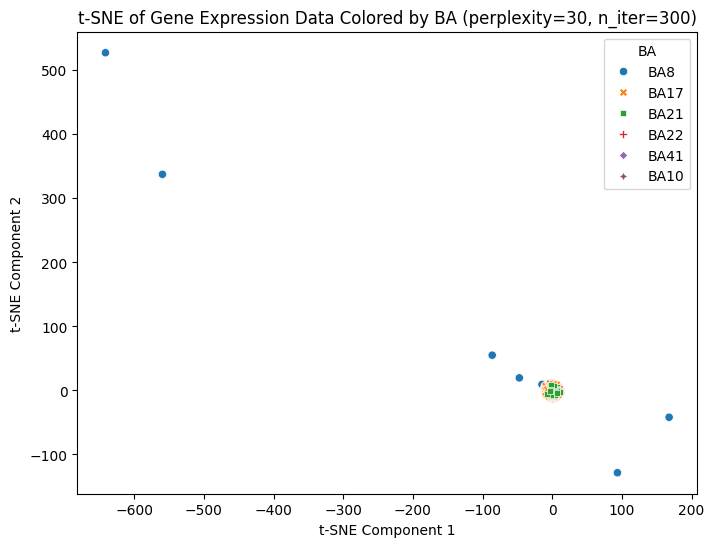 t-SNE of Gene Expression Data Colored by BA (perplexity=30, n_iter=300)
BA
BA8
BA17
BA21
BA22
BA41
BA10
500
400
300
200
100
0
−100
t-SNE Component 2
−600
−500
−400
−300
−200
−100
0
100
200
t-SNE Component 1